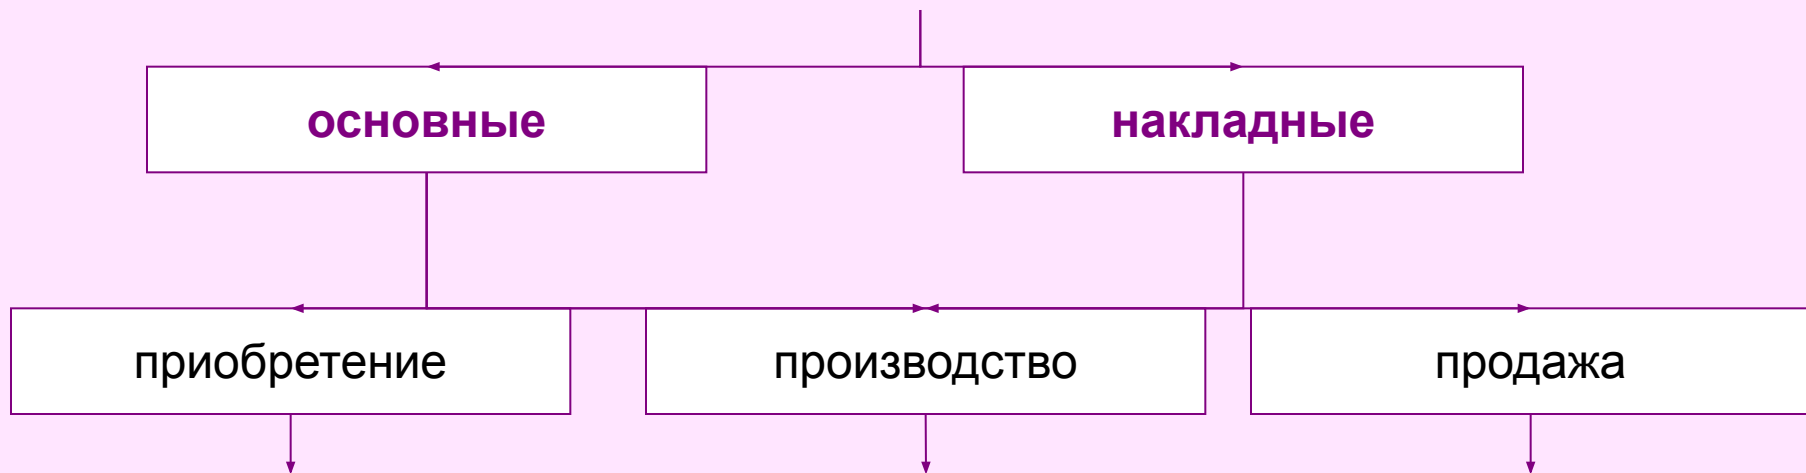 основные
накладные
приобретение
производство
продажа